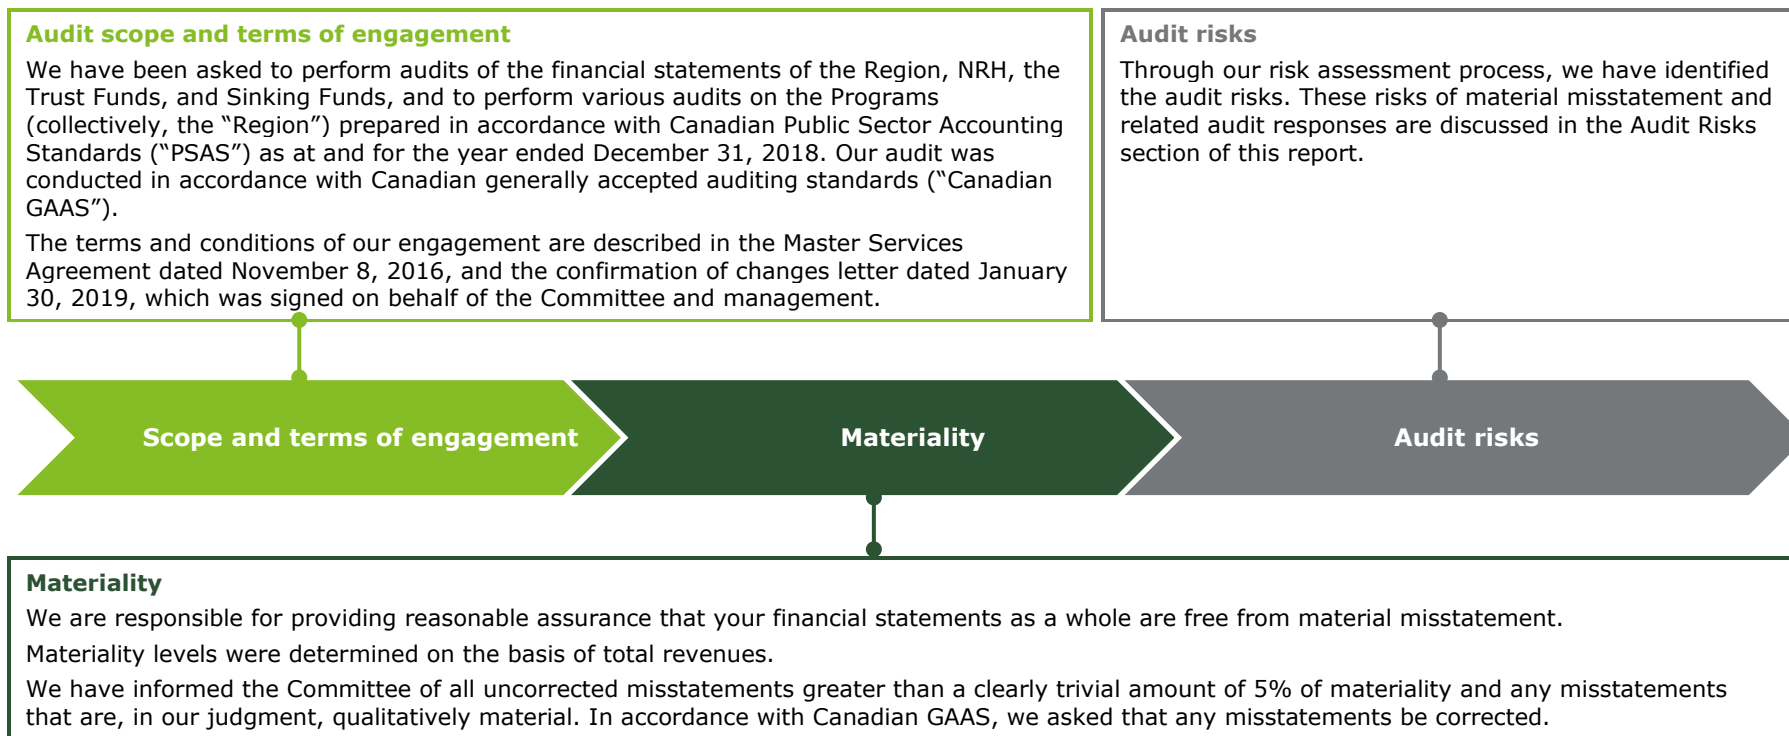 Audit scope and terms of engagement
We have been asked to perform audits of the financial statements of the Region, NRH, the
Trust Funds, and Sinking Funds, and to perform various audits on the Programs
(collectively, the “Region”) prepared in accordance with Canadian Public Sector Accounting
Standards (“PSAS”) as at and for the year ended December 31, 2018. Our audit was
conducted in accordance with Canadian generally accepted auditing standards (“Canadian
GAAS”).
The terms and conditions of our engagement are described in the Master Services
Agreement dated November 8, 2016, and the confirmation of changes letter dated January
30, 2019, which was signed on behalf of the Committee and management.
Audit risks
Through our risk assessment process, we have identified
the audit risks. These risks of material misstatement and
related audit responses are discussed in the Audit Risks
section of this report.
Scope and terms of engagement
Materiality
Audit risks
Materiality
We are responsible for providing reasonable assurance that your financial statements as a whole are free from material misstatement.
Materiality levels were determined on the basis of total revenues.
We have informed the Committee of all uncorrected misstatements greater than a clearly trivial amount of 5% of materiality and any misstatements
that are, in our judgment, qualitatively material. In accordance with Canadian GAAS, we asked that any misstatements be corrected.